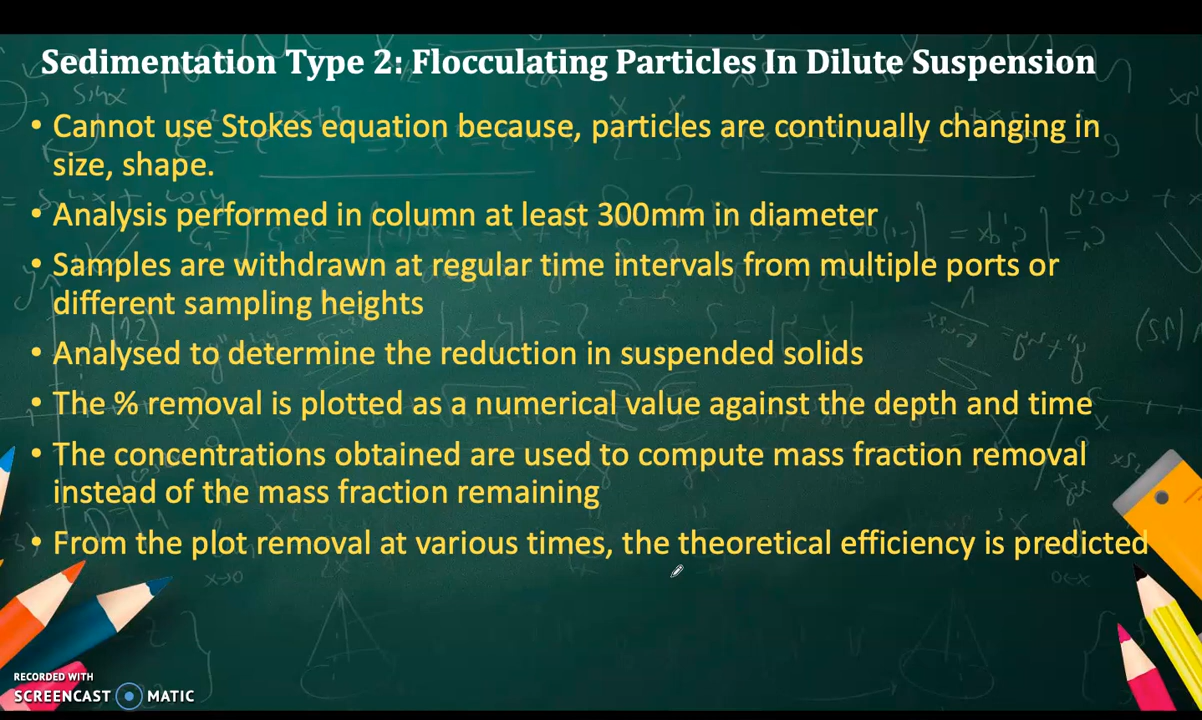 Sedimentation Type 2: Flocculating Particles In Dilute Suspension
• Cannot use Stokes equation because, particles are continually changing in
size, shape.
• Analysis performed in column at least 300mm in diameter
• Samples are withdrawn at regular time intervals from multiple ports or
different sampling heights
• Analysed to determine the reduction in suspended solids
• The % removal is plotted as a numerical value against the depth and time
• The concentrations obtained are used to compute mass fraction removal
instead of the mass fraction remaining
• From the plot removal at various times, the theoretical efficiency is predicted
RECORDED WITH
SCREENCAST MATIC